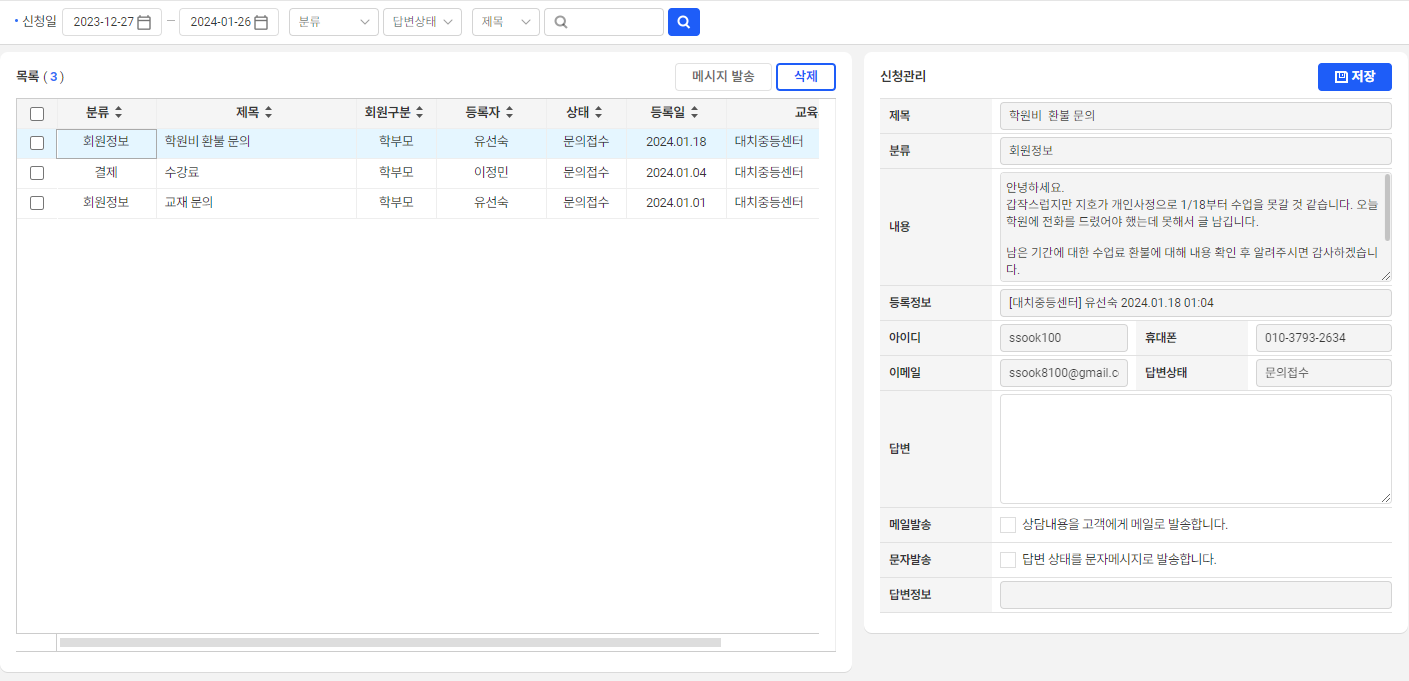 • 신청일 2023-12-27 – 2024-01-26 분류 답변상태 제목
목록 ( 3 ) 메시지 발송 삭제
분류 제목 회원구분 등록자 상태 등록일 교육
회원정보 학원비 환불 문의 학부모 유선숙 문의접수 2024.01.18 대치중등센터
결제 수강료 학부모 이정민 문의접수 2024.01.04 대치중등센터
회원정보 교재 문의 학부모 유선숙 문의접수 2024.01.01 대치중등센터
신청관리 저장
제목 학원비  환불 문의
분류 회원정보
내용
안녕하세요.
갑작스럽지만 지호가 개인사정으로 1/18부터 수업을 못갈 것 같습니다. 오늘
학원에 전화를 드렸어야 했는데 못해서 글 남깁니다.
남은 기간에 대한 수업료 환불에 대해 내용 확인 후 알려주시면 감사하겠습니
다.
등록정보 [대치중등센터] 유선숙 2024.01.18 01:04
아이디 ssook100 휴대폰 010-3793-2634
이메일 ssook8100@gmail.c 답변상태 문의접수
답변
메일발송 상담내용을 고객에게 메일로 발송합니다.
문자발송 답변 상태를 문자메시지로 발송합니다.
답변정보